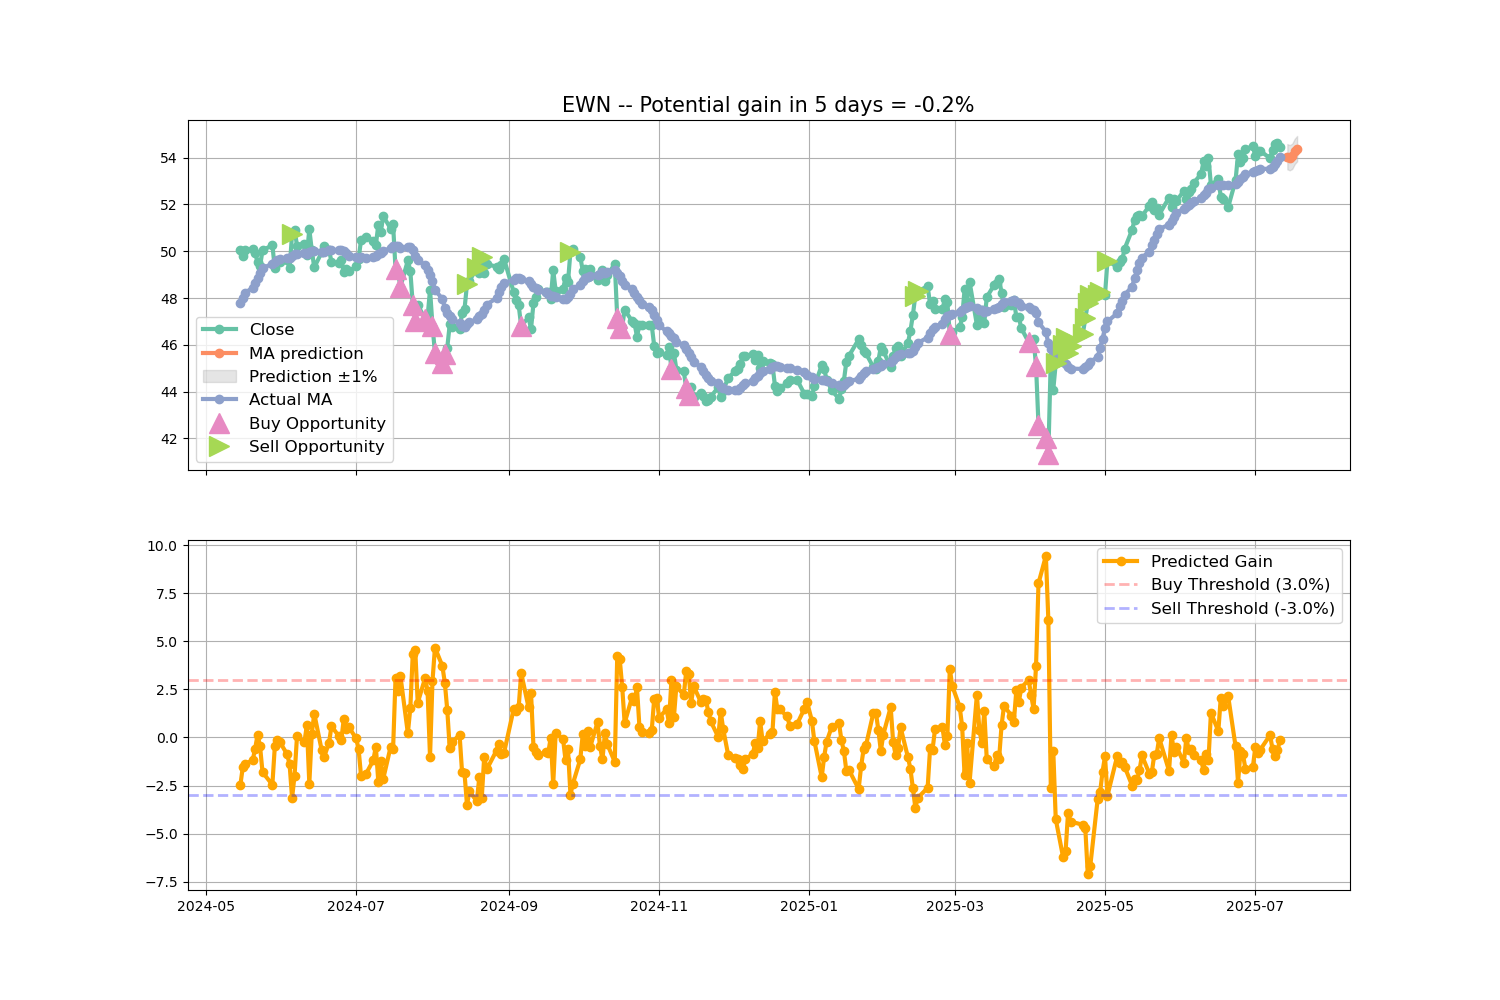 EWN -- Potential gain in 5 days = -0.2%
54
52
50
48
46
44
42
Close
MA prediction
Prediction ±1%
Actual MA
Buy Opportunity
Sell Opportunity
10.0
7.5
5.0
2.5
0.0
−2.5
−5.0
−7.5
Predicted Gain
Buy Threshold (3.0%)
Sell Threshold (-3.0%)
2024-05
2024-07
2024-09
2024-11
2025-01
2025-03
2025-05
2025-07